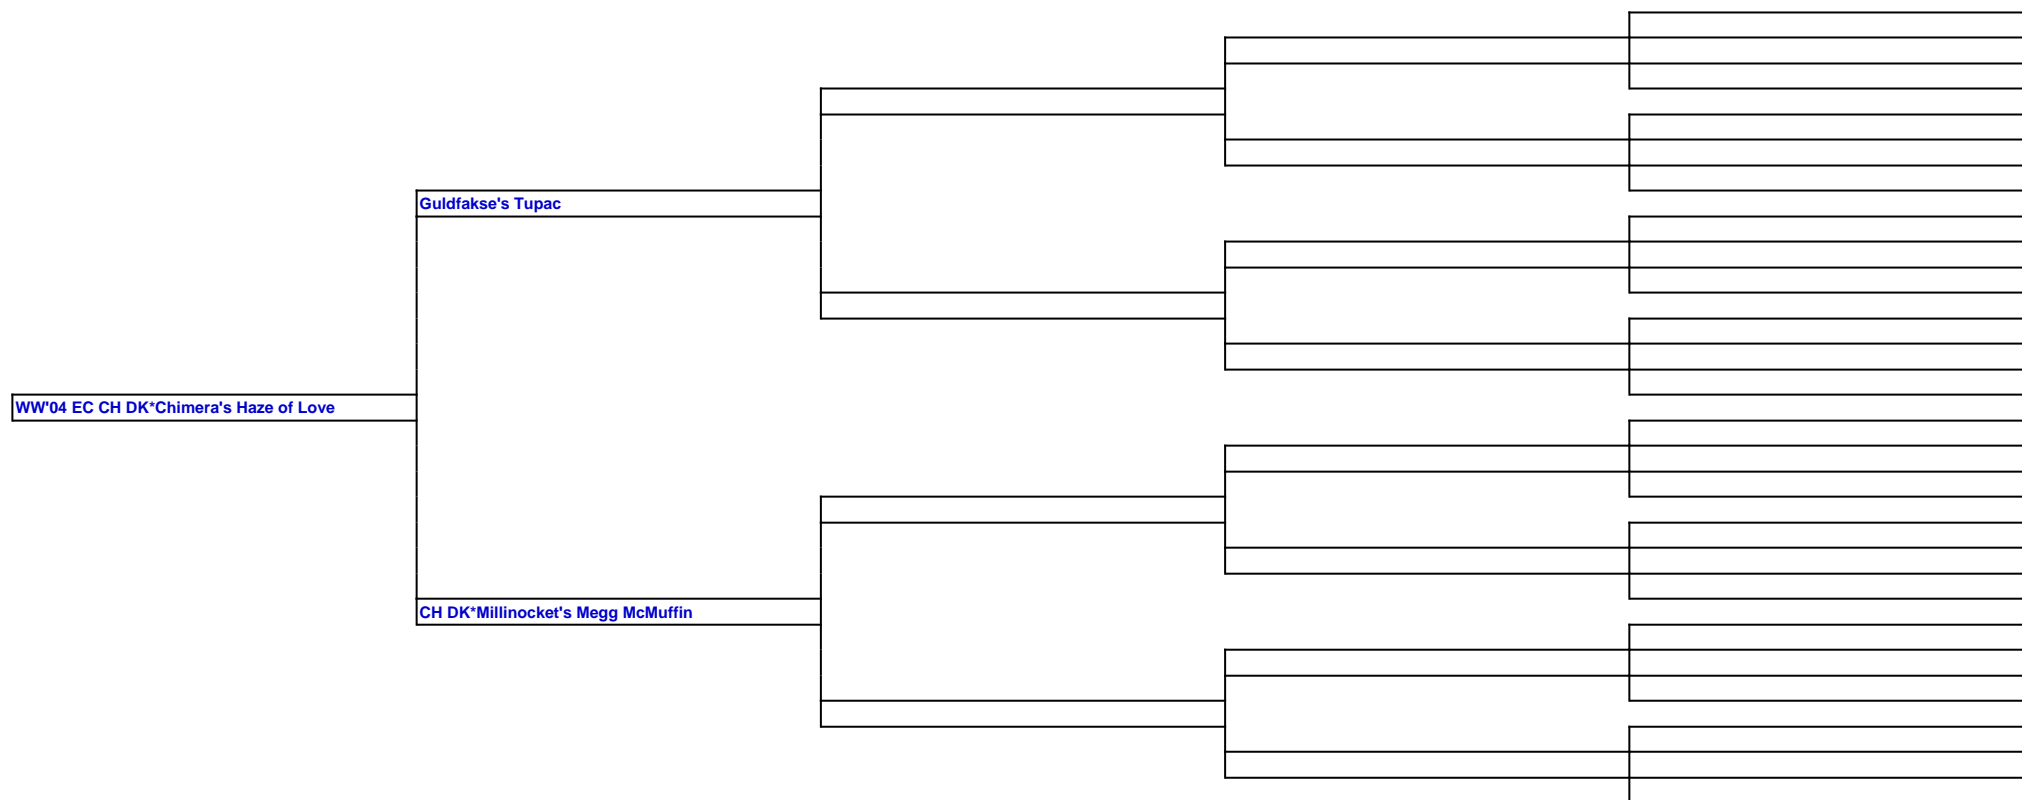 Guldfakse's Tupac
WW'04 EC CH DK*Chimera's Haze of Love
CH DK*Millinocket's Megg McMuffin